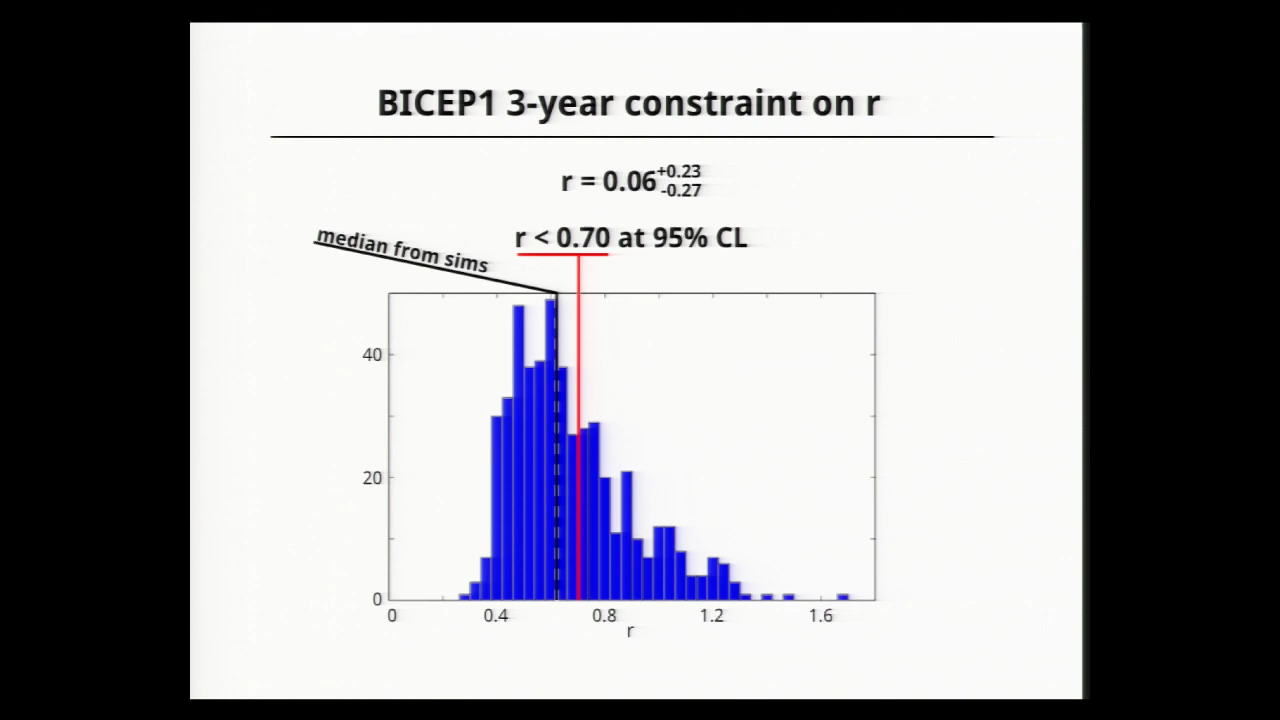 BICEP1 3-year constraint on r
r = 0.06 +0.23 -0.27
r < 0.70 at 95% CL
median from sims
40
20
0
0 0.4 0.8 1.2 1.6
r